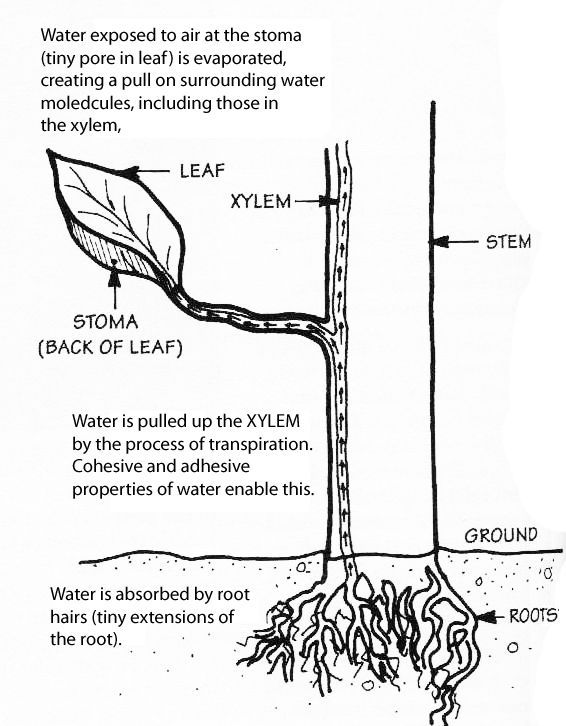 Water exposed to air at the stoma
(tiny pore in leaf) is evaporated,
creating a pull on surrounding water
moledcules, including those in
the xylem,
LEAF
XYLEM
STEM
STOMA
(BACK OF LEAF)
Water is pulled up the XYLEM
by the process of transpiration.
Cohesive and adhesive
properties of water enable this.
GROUND
Water is absorbed by root
hairs (tiny extensions of
the root).
ROOTS